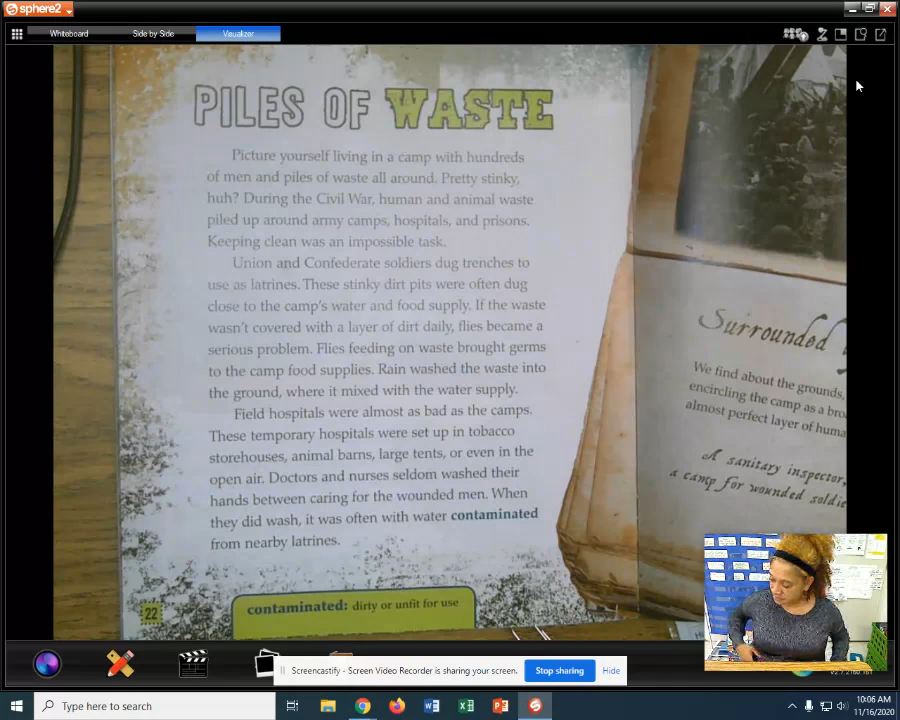 sphere2
Whiteboard
Side by Side
Visualizer
PILES OF WASTE
Picture yourself living in a camp with hundreds
of men and piles of waste all around. Pretty stinky,
huh? During the Civil War, human and animal waste
piled up around army camps, hospitals, and prisons.
Keeping clean was an impossible task.
Union and Confederate soldiers dug trenches to
use as latrines. These stinky dirt pits were often dug
close to the camp's water and food supply. If the waste
wasn't covered with a layer of dirt daily, flies became a
serious problem. Flies feeding on waste brought germs
to the camp food supplies. Rain washed the waste into
the ground, where it mixed with the water supply.
Field hospitals were almost as bad as the camps.
These temporary hospitals were set up in tobacco
storehouses, animal barns, large tents, or even in the
open air. Doctors and nurses seldom washed their
hands between caring for the wounded men. When
they did wash, it was often with water contaminated
from nearby latrines.
22
contaminated: dirty or unfit for use
Surrounded
We find about the grounds,
encircling the camp as a
almost perfect layer of
A sanitary inspector,
a camp for wounded
Screencastify - Screen Video Recorder is sharing your screen.
Stop sharing
Hide
Type here to search
10:06 AM
11/16/2020